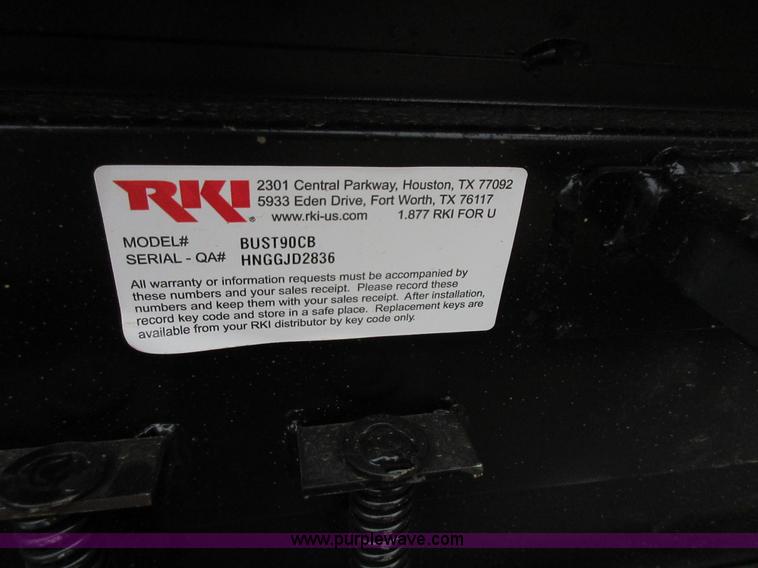 RKI
2301 Central Parkway, Houston, TX 77092
5933 Eden Drive, Fort Worth, TX 76117
www.rki-us.com 1.877 RKI FOR U
MODEL# BUST90CB
SERIAL - QA# HNGGJD2836
All warranty or information requests must be accompanied by
these numbers and your sales receipt. Please record these
numbers and keep them with your sales receipt. After installation,
record key code and store in a safe place. Replacement keys are
available from your RKI distributor by key code only.
www.purplewave.com